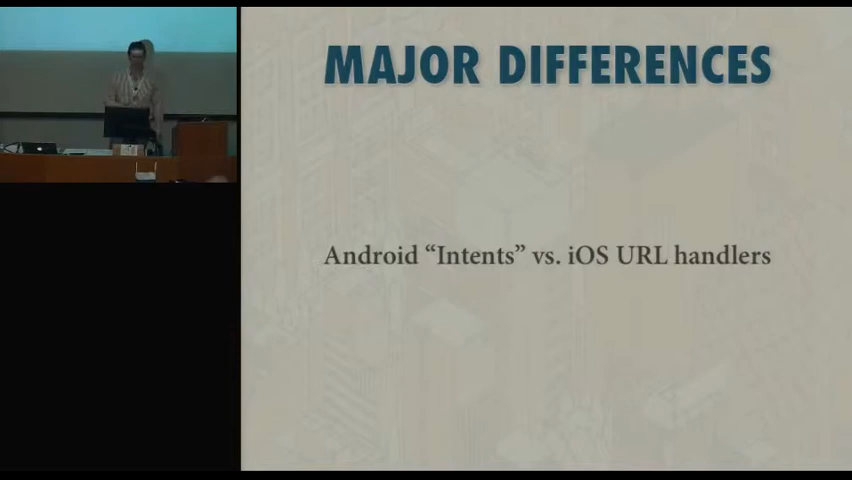 MAJOR DIFFERENCES
Android “Intents” vs. iOS URL handlers